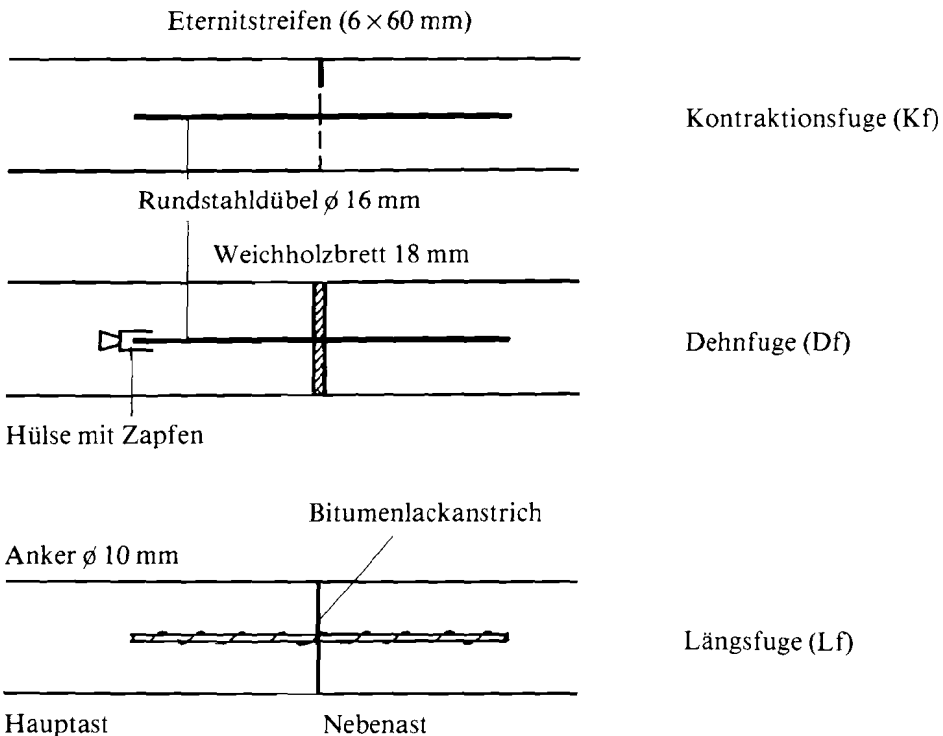 Eternitstreifen (6 × 60 mm)
Kontraktionsfuge (Kf)
Rundstahldübel ø 16 mm
Weichholzbrett 18 mm
Dehnfuge (Df)
Hülse mit Zapfen
Bitumenlackanstrich
Anker ø 10 mm
Längsfuge (Lf)
Hauptast Nebenast